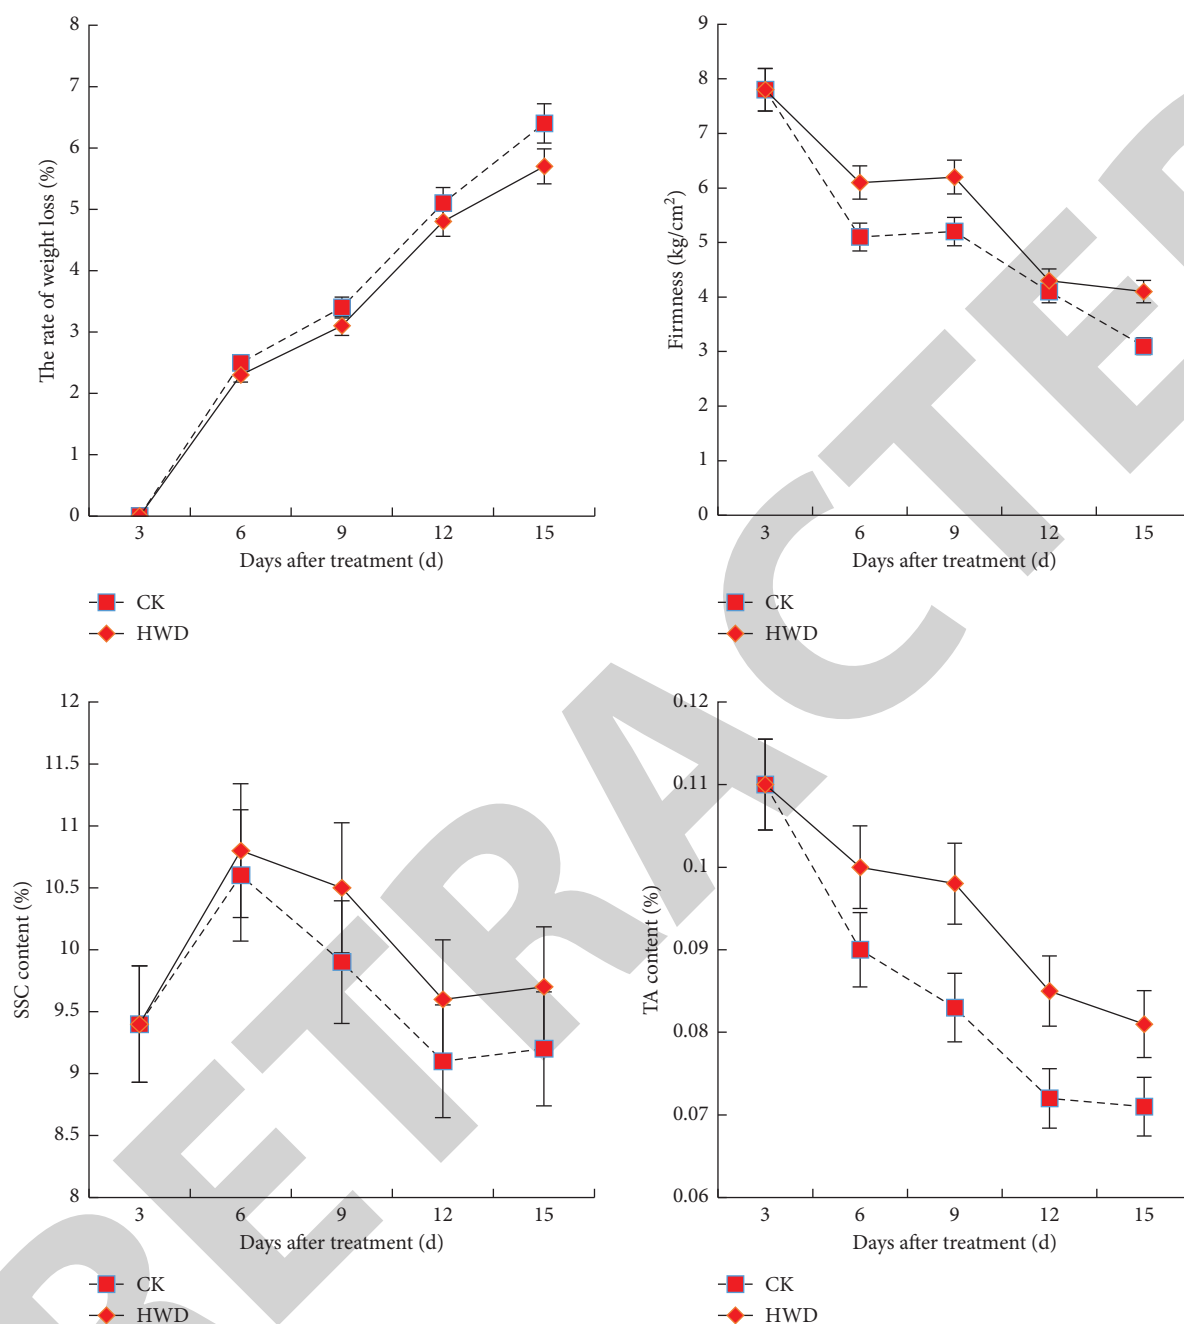 8
7
6
5
4
3
2
1
0
The rate of weight loss (%)
3 6 9 12 15
Days after treatment (d)
CK
HWD
9
8
7
6
5
4
3
2
1
0
Firmness (kg/cm²)
3 6 9 12 15
Days after treatment (d)
CK
HWD
12
11.5
11
10.5
10
9.5
9
8.5
8
SSC content (%)
3 6 9 12 15
Days after treatment (d)
CK
HWD
0.12
0.11
0.1
0.09
0.08
0.07
0.06
TA content (%)
3 6 9 12 15
Days after treatment (d)
CK
HWD
RETRACTED